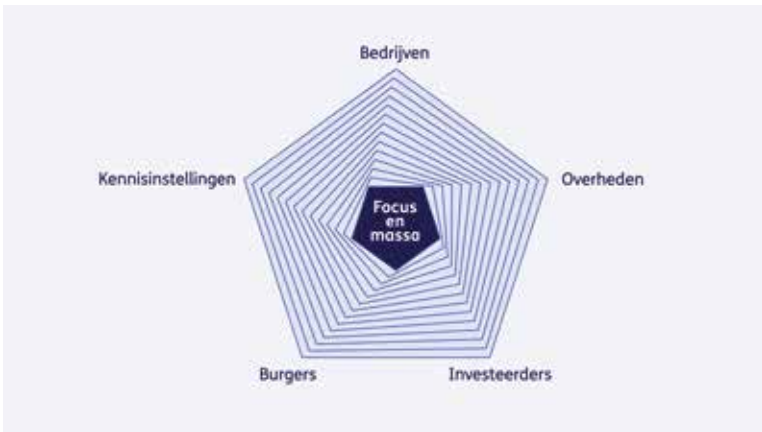 Bedrijven
Kennisinstellingen
Overheden
Focus
en
massa
Burgers
Investeerders